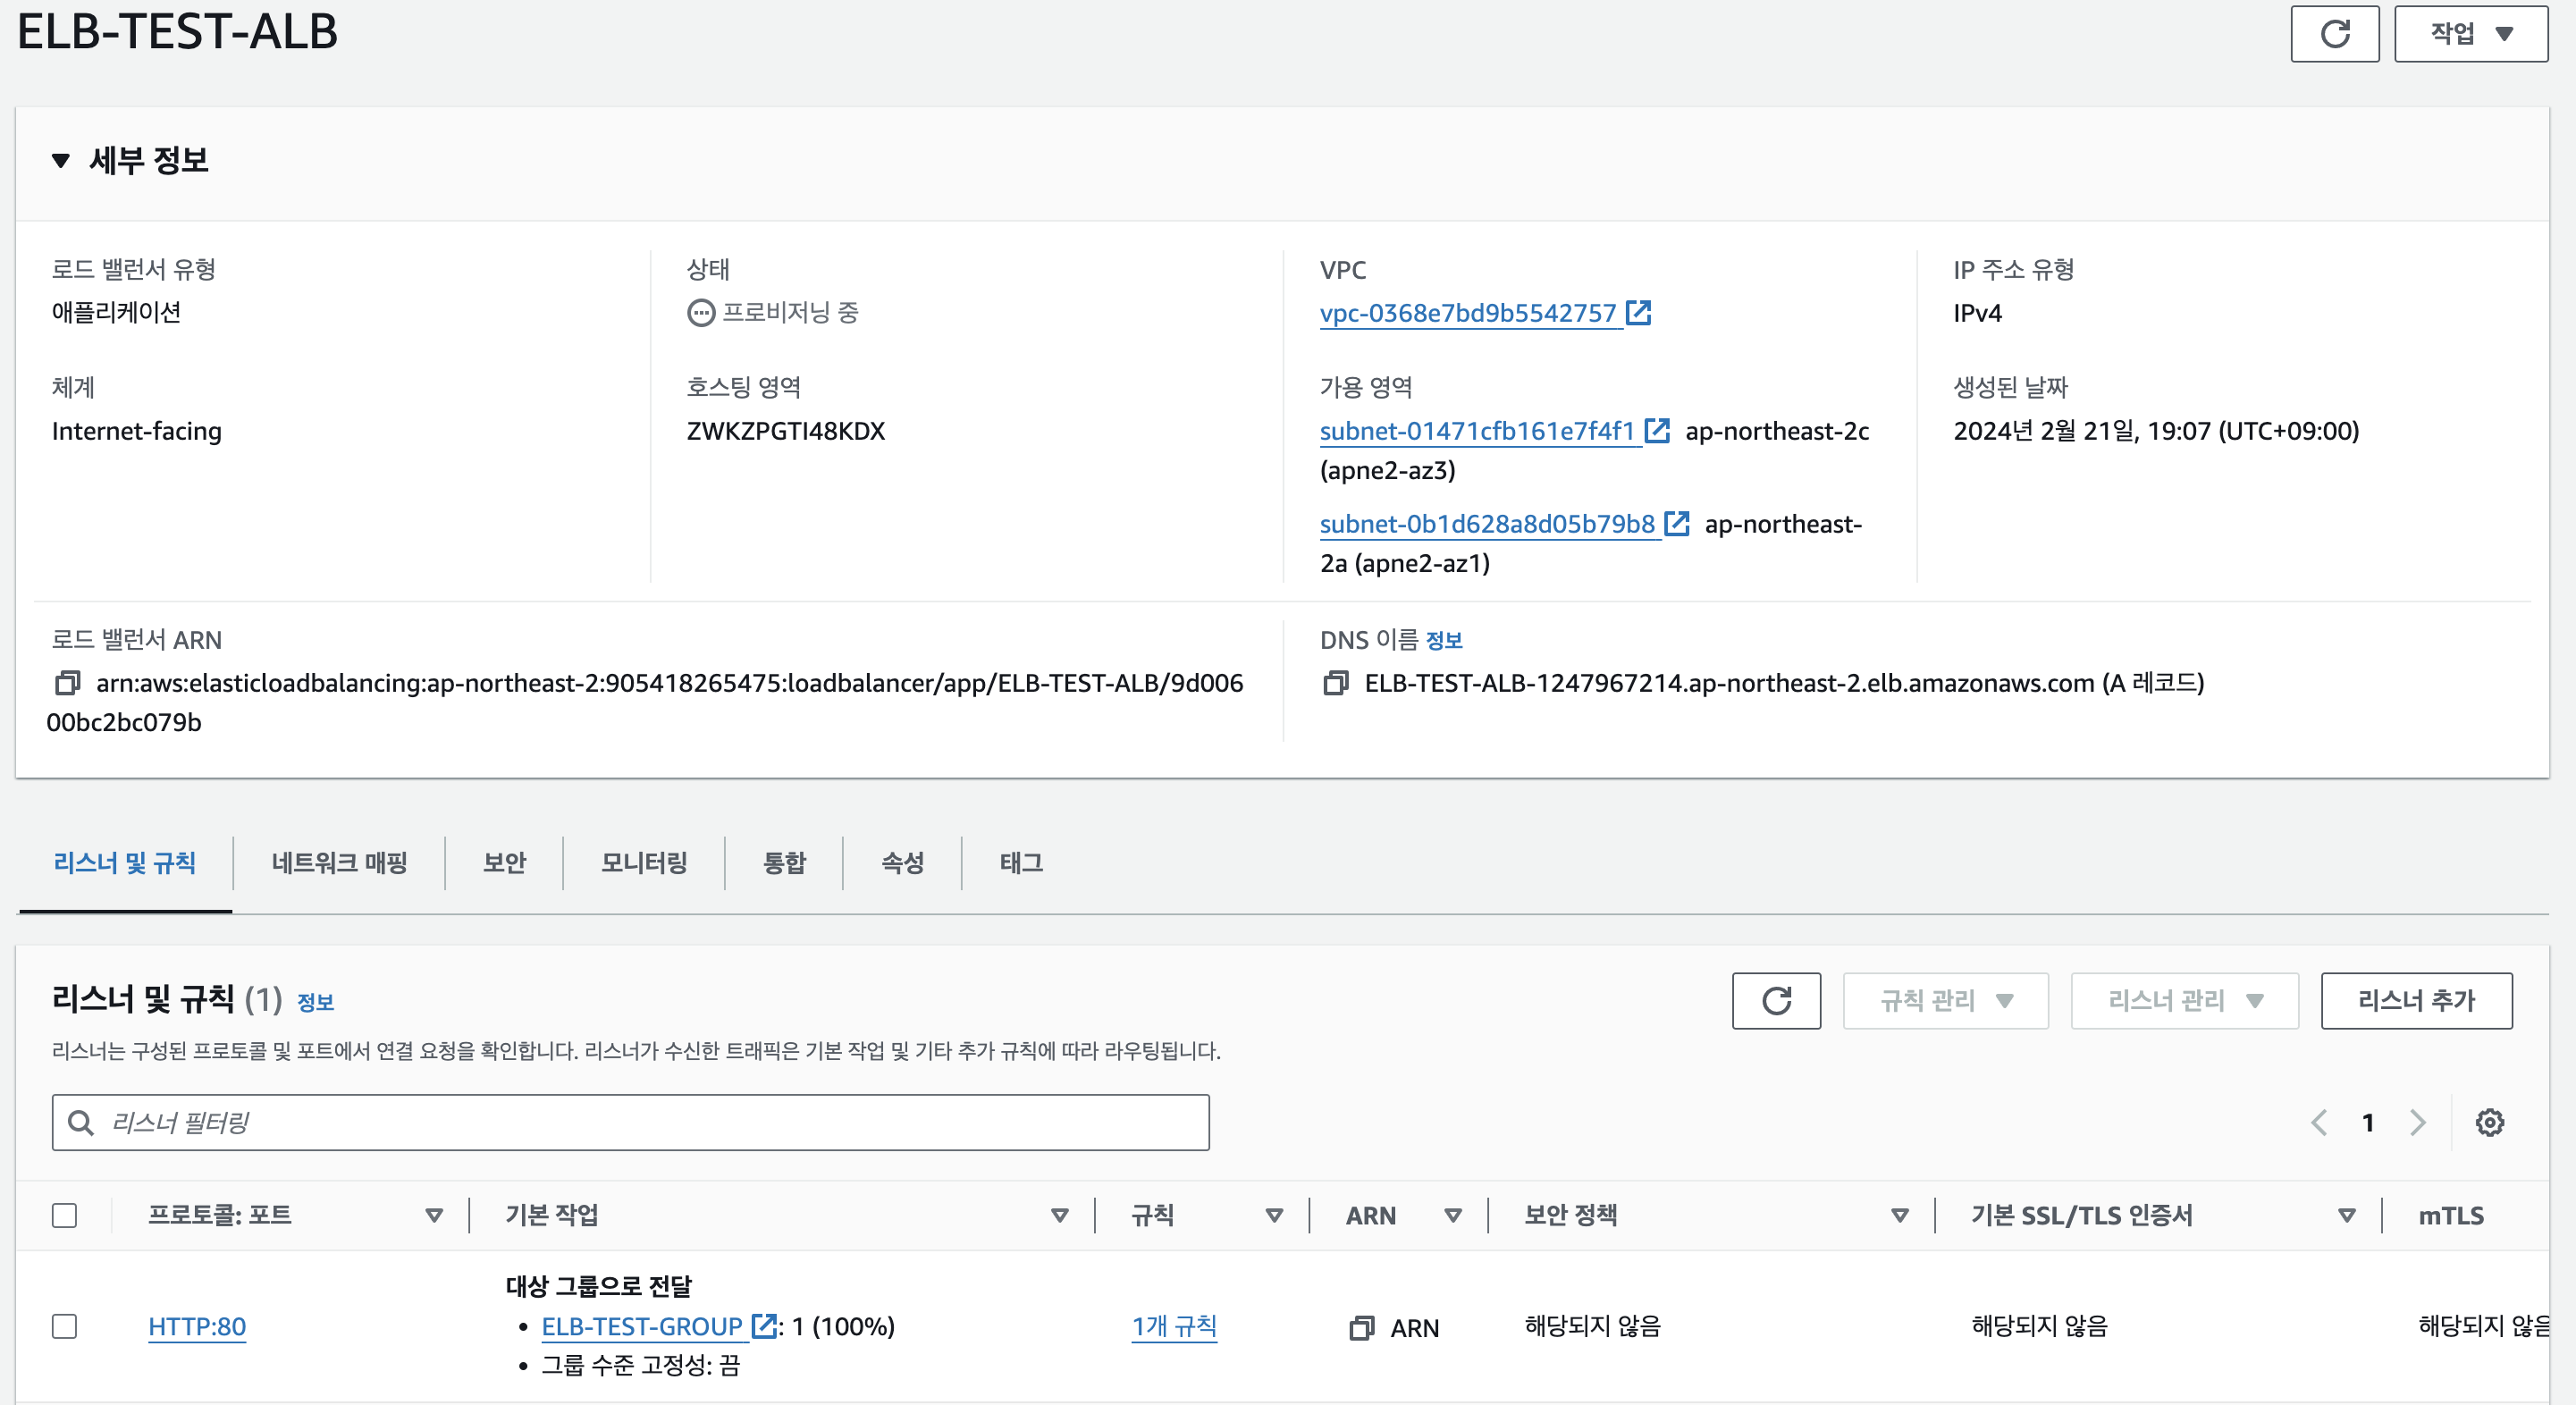 ELB-TEST-ALB
작업
세부 정보
로드 밸런서 유형
애플리케이션
상태
프로비저닝 중
VPC
vpc-0368e7bd9b5542757
IP 주소 유형
IPv4
체계
Internet-facing
호스팅 영역
ZWKZPGTI48KDX
가용 영역
subnet-01471cfb161e7f4f1 ap-northeast-2c
(apne2-az3)
subnet-0b1d628a8d05b79b8 ap-northeast-
2a (apne2-az1)
생성된 날짜
2024년 2월 21일, 19:07 (UTC+09:00)
로드 밸런서 ARN
arn:aws:elasticloadbalancing:ap-northeast-2:905418265475:loadbalancer/app/ELB-TEST-ALB/9d006
00bc2bc079b
DNS 이름 정보
ELB-TEST-ALB-1247967214.ap-northeast-2.elb.amazonaws.com (A 레코드)
리스너 및 규칙 네트워크 매핑 보안 모니터링 통합 속성 태그
리스너 및 규칙 (1) 정보
규칙 관리 리스너 관리 리스너 추가
리스너는 구성된 프로토콜 및 포트에서 연결 요청을 확인합니다. 리스너가 수신한 트래픽은 기본 작업 및 기타 추가 규칙에 따라 라우팅됩니다.
리스너 필터링
1
프로토콜: 포트 기본 작업 규칙 ARN 보안 정책 기본 SSL/TLS 인증서 mTLS
대상 그룹으로 전달
HTTP:80 • ELB-TEST-GROUP : 1 (100%) 1개 규칙 ARN 해당되지 않음 해당되지 않음 해당되지 않음
• 그룹 수준 고정성: 끔